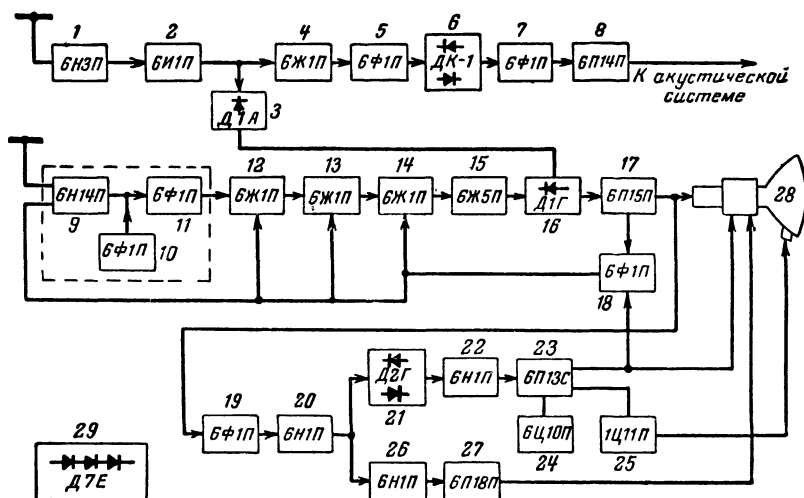 1 2 4 5 6 7 8
6Н3П 6И1П 6Ж1П 6Ф1П ДК-1 6Ф1П 6П14П
К акустической
системе
Д1А 3
12 13 14 15 17
6Н14П 6Ф1П 6Ж1П 6Ж1П 6Ж1П 6Ж5П Д1Г 6П15П 28
9 11 16
6Ф1П 10
6Ф1П
18
22 23
Д2Г 6Н1П 6П13С
19 20 21
6Ф1П 6Н1П 6Ц10П 1Ц11П
24 25
29 26 27
Д7Е 6Н1П 6П18П